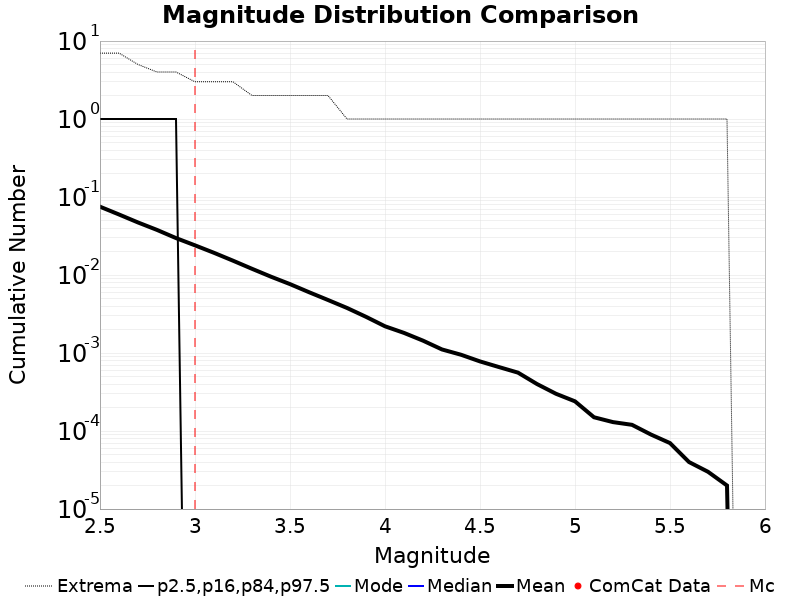 Magnitude Distribution Comparison
10^1
10^0
10^-1
10^-2
10^-3
10^-4
10^-5
Cumulative Number
2.5 3 3.5 4 4.5 5 5.5 6
Magnitude
Extrema p2.5,p16,p84,p97.5 Mode Median Mean ComCat Data Mc